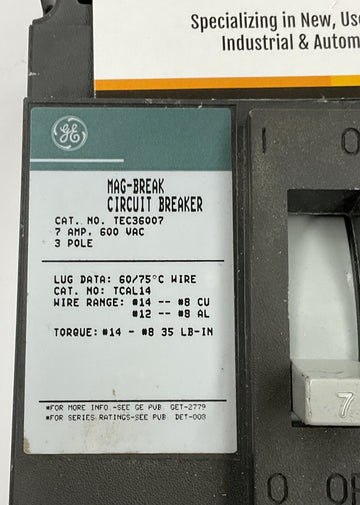 Specializing in New, Use
Industrial & Autom
GE
MAG-BREAK
CIRCUIT BREAKER
CAT. NO. TEC36007
7 AMP. 600 VAC
3 POLE
LUG DATA: 60/75°C WIRE
CAT. NO: TCAL14
WIRE RANGE: #14 -- #8 CU
#12 -- #8 AL
TORQUE: #14 - #8 35 LB-IN
*FOR MORE INFO.-SEE GE PUB. GET-2779
*FOR SERIES RATINGS-SEE PUB. DET-008
I O
7
O OF